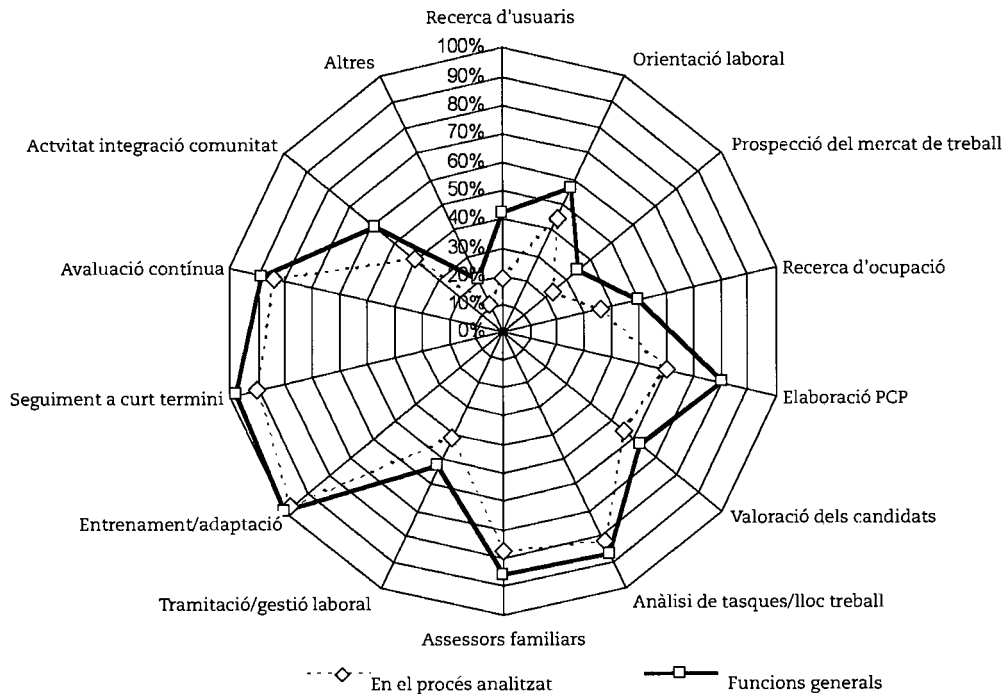 Recerca d'usuaris
100%
90%
80%
70%
60%
50%
40%
30%
20%
10%
0%
Orientació laboral
Prospecció del mercat de treball
Recerca d'ocupació
Elaboració PCP
Valoració dels candidats
Anàlisi de tasques/lloc treball
Assessors familiars
Tramitació/gestió laboral
Entrenament/adaptació
Seguiment a curt termini
Avaluació contínua
Actvitat integració comunitat
Altres
En el procés analitzat
Funcions generals